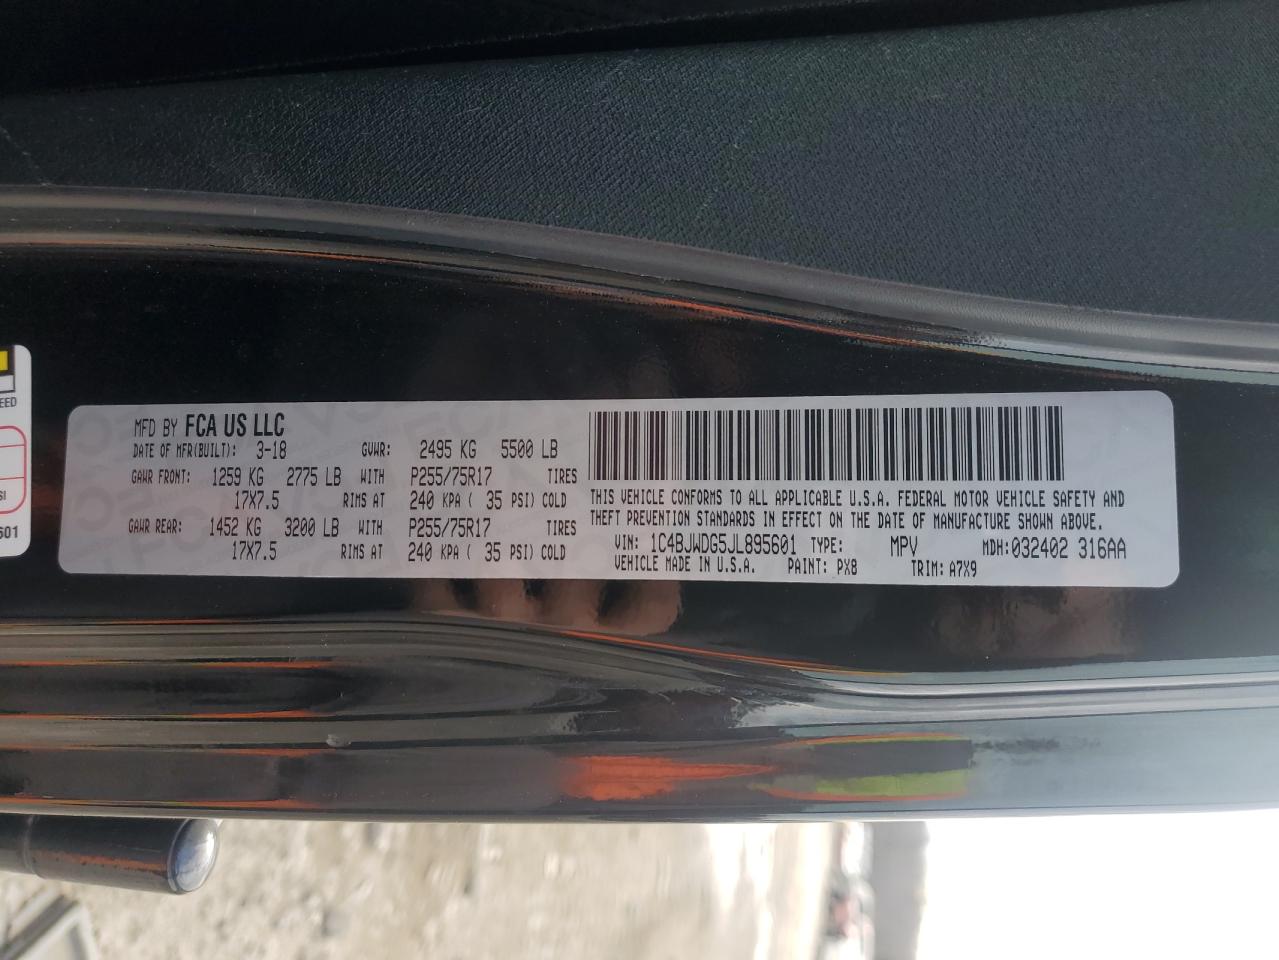 MFD BY FCA US LLC
DATE OF MFR(BUILT): 3-18 GVWR: 2495 KG 5500 LB
GAWR FRONT: 1259 KG 2775 LB WITH P255/75R17 TIRES
17X7.5 RIMS AT 240 KPA ( 35 PSI) COLD
GAWR REAR: 1452 KG 3200 LB WITH P255/75R17 TIRES
17X7.5 RIMS AT 240 KPA ( 35 PSI) COLD
THIS VEHICLE CONFORMS TO ALL APPLICABLE U.S.A. FEDERAL MOTOR VEHICLE SAFETY AND
THEFT PREVENTION STANDARDS IN EFFECT ON THE DATE OF MANUFACTURE SHOWN ABOVE.
VIN: 1C4BJWDG5JL895601 TYPE: MPV MDH:032402 316AA
VEHICLE MADE IN U.S.A. PAINT: PX8 TRIM: A7X9
EED
SI
601